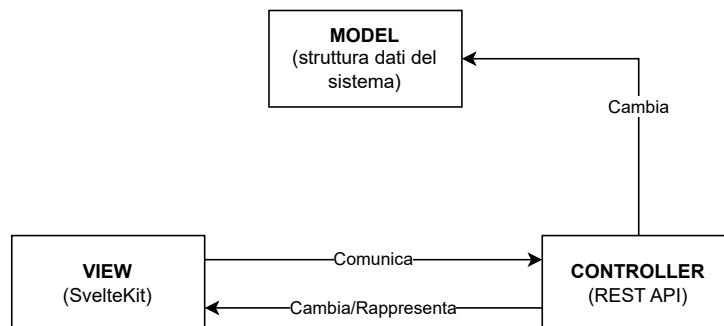 MODEL
(struttura dati del
sistema)
Cambia
Comunica
VIEW
(SvelteKit)
CONTROLLER
(REST API)
Cambia/Rappresenta